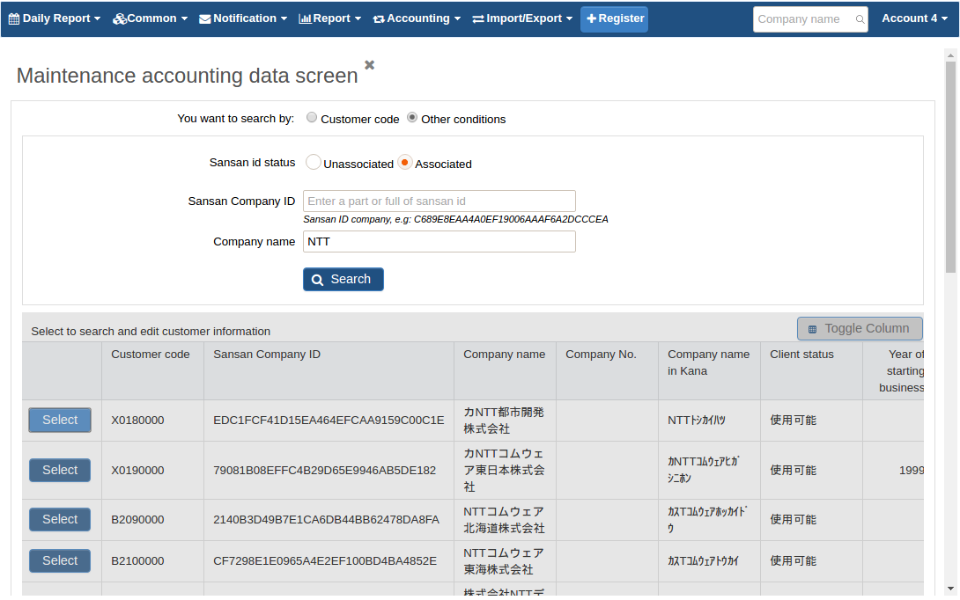 Daily Report Common Notification Report Accounting Import/Export Register Company name Account 4
Maintenance accounting data screen
You want to search by: Customer code Other conditions
Sansan id status Unassociated Associated
Sansan Company ID Enter a part or full of sansan id
Sansan ID company, e.g: C689E8EAA4A0EF19006AAAF6A2DCCCEA
Company name NTT
Search
Select to search and edit customer information Toggle Column
Customer code Sansan Company ID Company name Company No. Company name Client status Year of
in Kana starting
business
Select X0180000 EDC1FCF41D15EA464EFCAA9159C00C1E カNTT都市開発 NTTﾄｼｶｲﾊﾂ 使用可能
株式会社
Select X0190000 79081B08EFFC4B29D65E9946AB5DE182 カNTTコムウェ ｶNTTｺﾑｳｪｱﾋｶﾞ 使用可能 1999
ア東日本株式会 ｼﾆﾎﾝ
社
Select B2090000 2140B3D49B7E1CA6DB44BB62478DA8FA NTTコムウェア ｶｽTｺﾑｳｪｱﾎｯｶｲﾄﾞ 使用可能
北海道株式会社 ｳ
Select B2100000 CF7298E1E0965A4E2EF100BD4BA4852E NTTコムウェア ｶｽTｺﾑｳｪｱﾄｳｶｲ 使用可能
東海株式会社
株式会社NTTデ